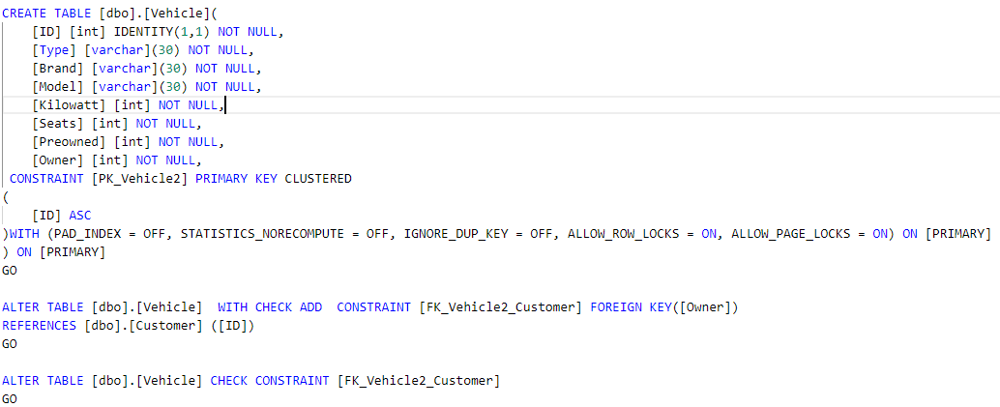 CREATE TABLE [dbo].[Vehicle](
    [ID] [int] IDENTITY(1,1) NOT NULL,
    [Type] [varchar](30) NOT NULL,
    [Brand] [varchar](30) NOT NULL,
    [Model] [varchar](30) NOT NULL,
    [Kilowatt] [int] NOT NULL,
    [Seats] [int] NOT NULL,
    [Preowned] [int] NOT NULL,
    [Owner] [int] NOT NULL,
 CONSTRAINT [PK_Vehicle2] PRIMARY KEY CLUSTERED
(
    [ID] ASC
)WITH (PAD_INDEX = OFF, STATISTICS_NORECOMPUTE = OFF, IGNORE_DUP_KEY = OFF, ALLOW_ROW_LOCKS = ON, ALLOW_PAGE_LOCKS = ON) ON [PRIMARY]
) ON [PRIMARY]
GO

ALTER TABLE [dbo].[Vehicle]  WITH CHECK ADD  CONSTRAINT [FK_Vehicle2_Customer] FOREIGN KEY([Owner])
REFERENCES [dbo].[Customer] ([ID])
GO

ALTER TABLE [dbo].[Vehicle] CHECK CONSTRAINT [FK_Vehicle2_Customer]
GO